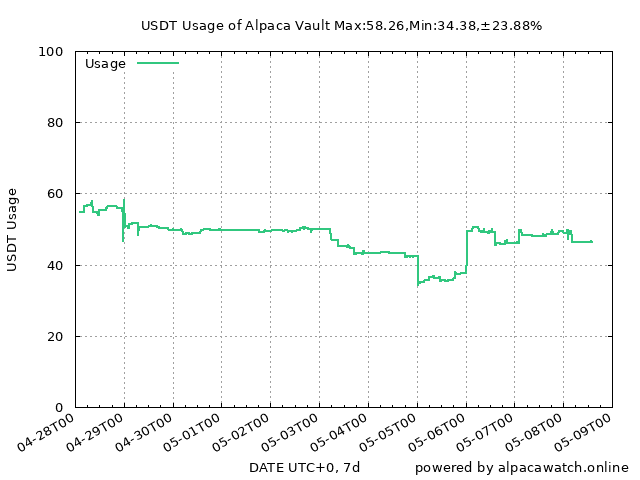 USDT Usage of Alpaca Vault Max:58.26,Min:34.38,±23.88%
100
Usage
80
60
USDT Usage
40
20
0
04-28T00 04-29T00 04-30T00 05-01T00 05-02T00 05-03T00 05-04T00 05-05T00 05-06T00 05-07T00 05-08T00 05-09T00
DATE UTC+0, 7d powered by alpacawatch.online